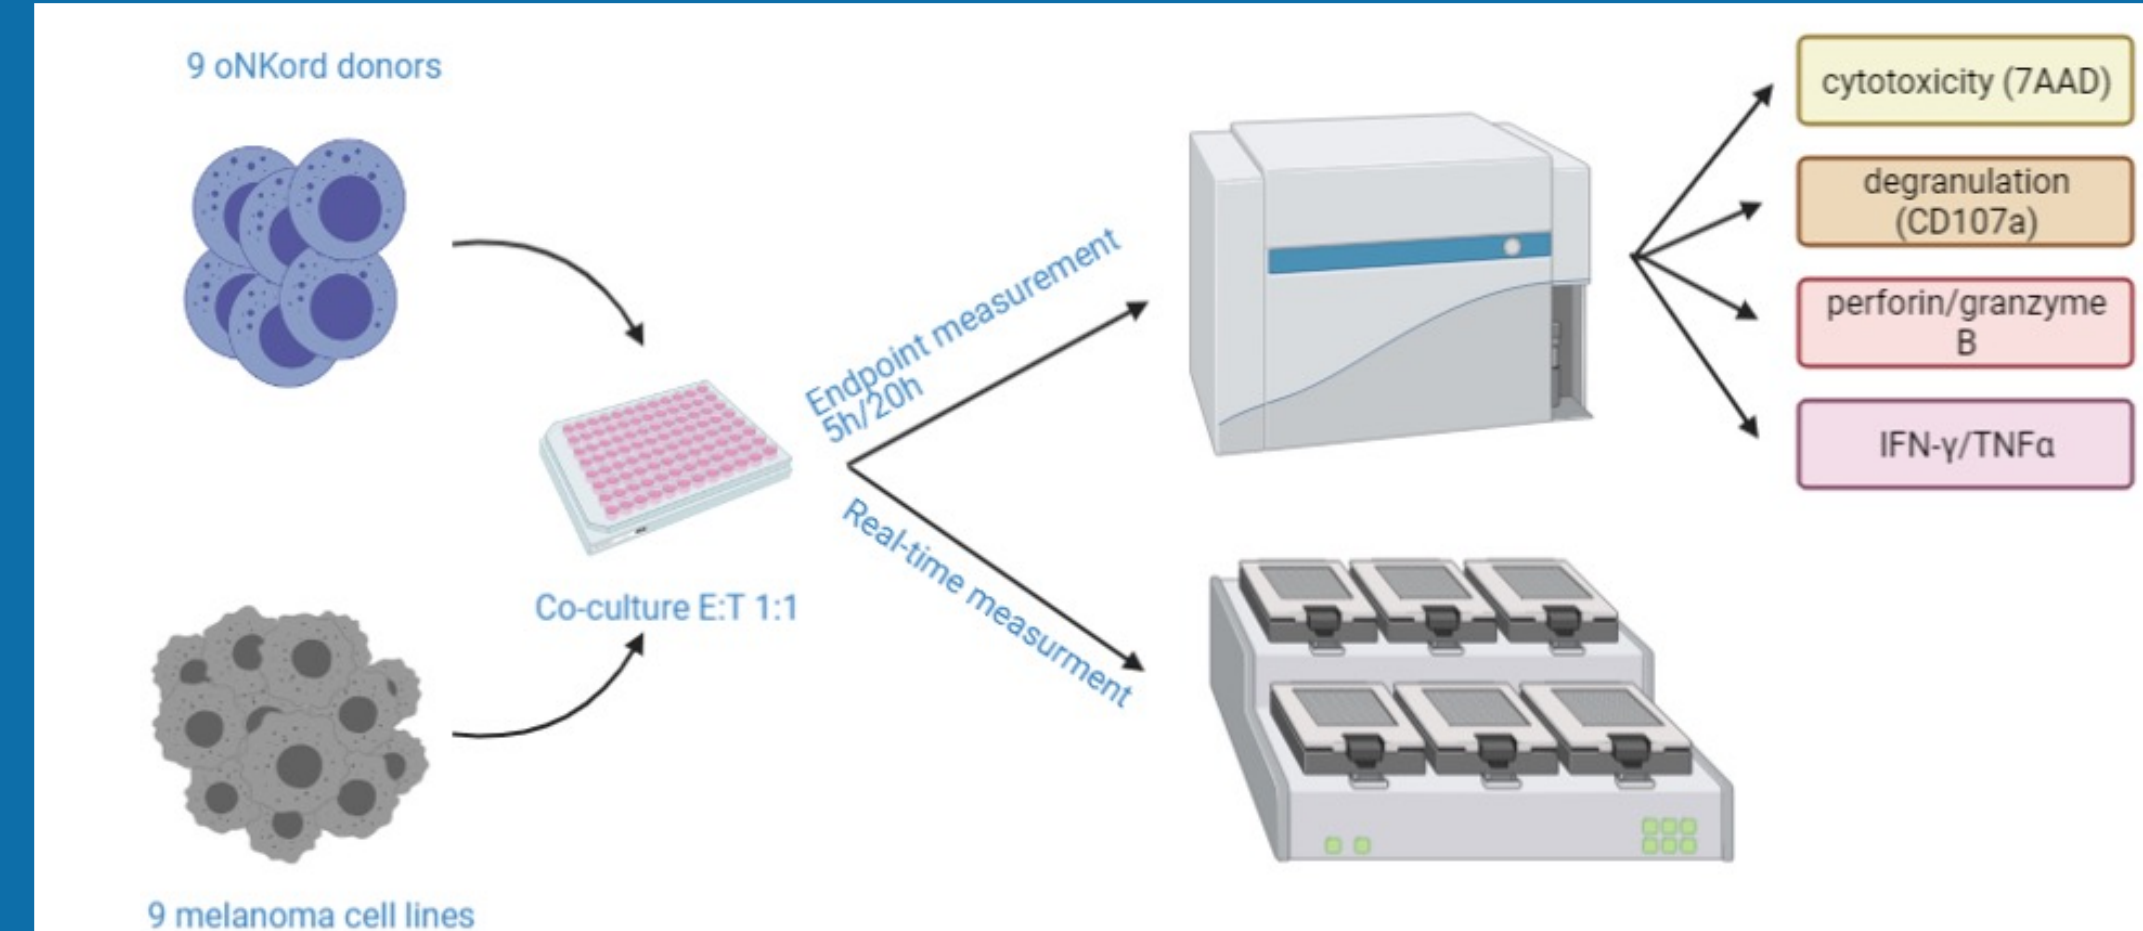 9 oNKord donors
9 melanoma cell lines
Co-culture E:T 1:1
Endpoint measurement
5h/20h
Real-time measurment
cytotoxicity (7AAD)
degranulation
(CD107a)
perforin/granzyme
B
IFN-γ/TNFα